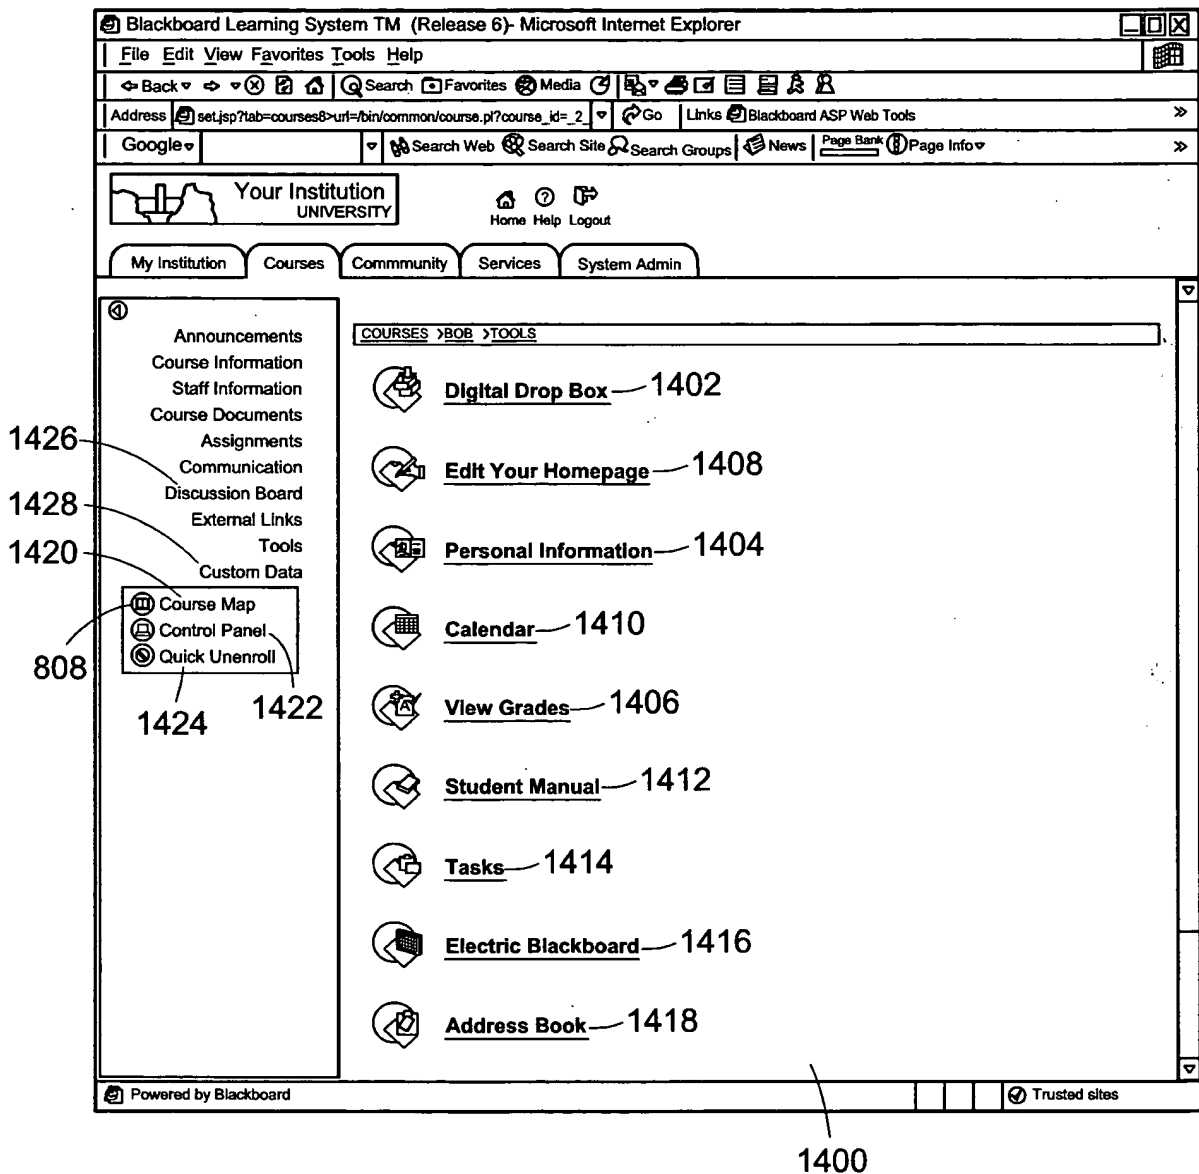 Blackboard Learning System TM (Release 6)- Microsoft Internet Explorer
File Edit View Favorites Tools Help
Back Search Favorites Media
Address set.jsp?tab=courses8>url=/bin/common/course.pl?course_id=_2_ Go Links Blackboard ASP Web Tools »
Google Search Web Search Site Search Groups News Page Bank Page Info »
Your Institution
UNIVERSITY
Home Help Logout
My Institution Courses Commmunity Services System Admin
COURSES >BOB >TOOLS
Announcements
Course Information
Staff Information
Course Documents
Assignments
Communication
1426 Discussion Board
External Links
Tools
1428 Custom Data
1420 Course Map
808 Control Panel 1422
Quick Unenroll 1424
Digital Drop Box 1402
Edit Your Homepage 1408
Personal Information 1404
Calendar 1410
View Grades 1406
Student Manual 1412
Tasks 1414
Electric Blackboard 1416
Address Book 1418
Powered by Blackboard Trusted sites
1400